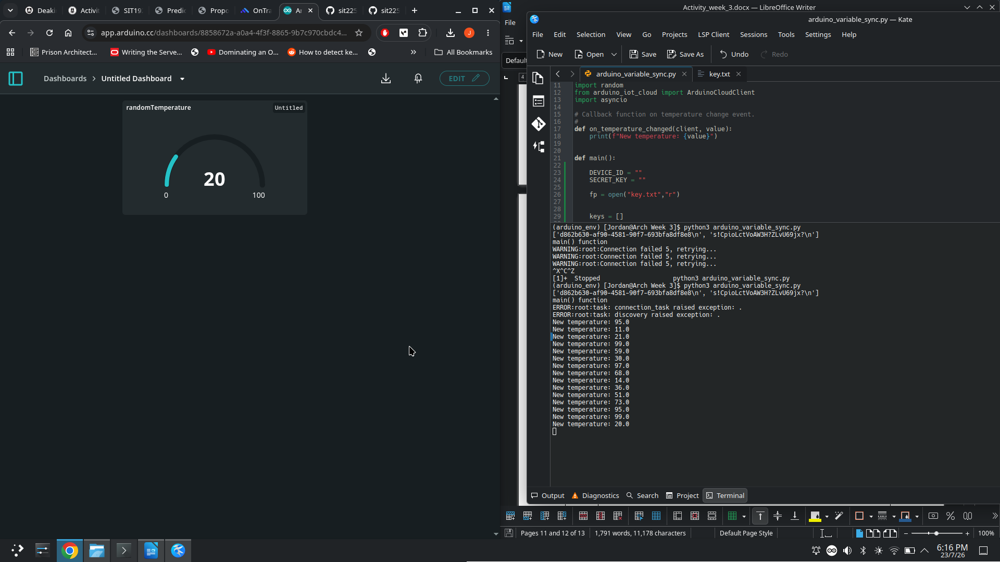 Deaki
Activit
SIT19
Predic
Propo
OnTra
A
sit225
sit225
app.arduino.cc/dashboards/8858672a-a0a4-4f3f-8865-9b7c970cbdc4...
J
Prison Architect...
Writing the Serve...
Dominating an O...
How to detect ke...
All Bookmarks
Dashboards > Untitled Dashboard
EDIT
randomTemperature
Untitled
20
0
100
Activity_week_3.docx — LibreOffice Writer
File
Default
4
arduino_variable_sync.py — Kate
File Edit Selection View Go Projects LSP Client Sessions Tools Settings Help
New Open Save Save As Undo Redo
arduino_variable_sync.py
key.txt
11 import random
12 from arduino_iot_cloud import ArduinoCloudClient
13 import asyncio
14
15 # Callback function on temperature change event.
16 #
17 def on_temperature_changed(client, value):
18 print(f"New temperature: {value}")
19
20
21 def main():
22
23 DEVICE_ID = ""
24 SECRET_KEY = ""
25
26 fp = open("key.txt","r")
27
28
29 keys = []
(arduino_env) [Jordan@Arch Week 3]$ python3 arduino_variable_sync.py
['d862b630-af90-4581-90f7-693bfa8df8e8\n', 's!CpioLctVoAW3H?ZLvU69jx?\n']
main() function
WARNING:root:Connection failed 5, retrying...
WARNING:root:Connection failed 5, retrying...
WARNING:root:Connection failed 5, retrying...
^X^C^Z
[1]+ Stopped python3 arduino_variable_sync.py
(arduino_env) [Jordan@Arch Week 3]$ python3 arduino_variable_sync.py
['d862b630-af90-4581-90f7-693bfa8df8e8\n', 's!CpioLctVoAW3H?ZLvU69jx?\n']
main() function
ERROR:root:task: connection_task raised exception: .
ERROR:root:task: discovery raised exception: .
New temperature: 95.0
New temperature: 11.0
New temperature: 21.0
New temperature: 99.0
New temperature: 59.0
New temperature: 30.0
New temperature: 97.0
New temperature: 68.0
New temperature: 14.0
New temperature: 36.0
New temperature: 51.0
New temperature: 73.0
New temperature: 95.0
New temperature: 99.0
New temperature: 20.0
Output Diagnostics Search Project Terminal
Pages 11 and 12 of 13
1,791 words, 11,178 characters
Default Page Style
100%
6:16 PM
23/7/26